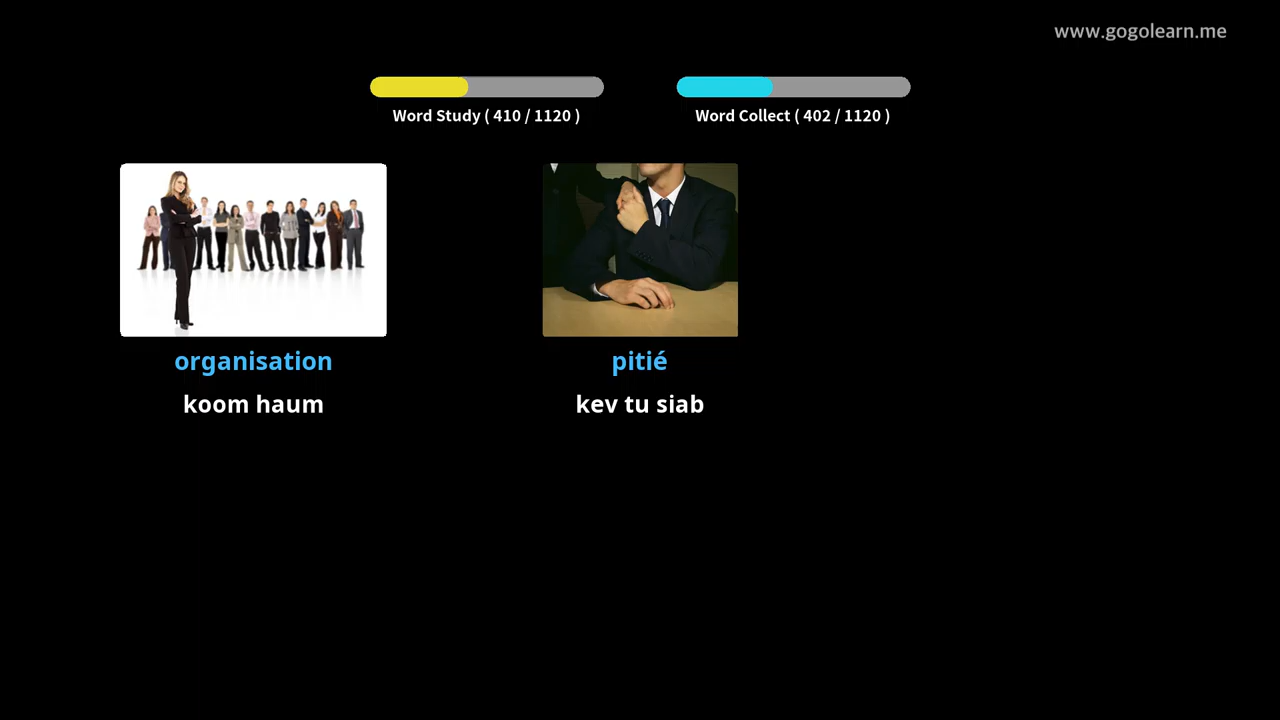 www.gogolearn.me
Word Study ( 410 / 1120 )
Word Collect ( 402 / 1120 )
organisation
pitié
koom haum
kev tu siab